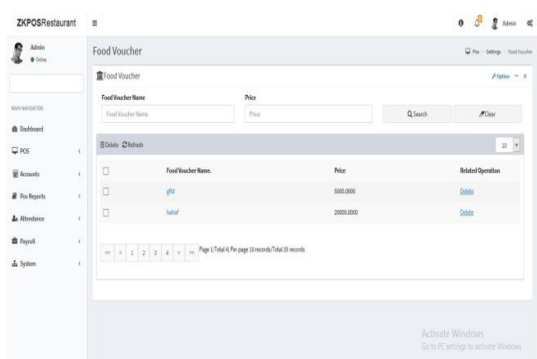 ZKPOSRestaurant
Admin
Admin
Online
Food Voucher
Pos - Settings - Food Voucher
Food Voucher
Option
MAIN NAVIGATION
Dashboard
POS
Accounts
Pos Reports
Attendance
Payroll
System
Food Voucher Name
Price
Food Voucher Name
Price
Search
Clear
Delete Refresh
10
Food Voucher Name.
Price
Related Operation
5000.0000
Delete
20000.0000
Delete
<< < 1 2 3 4 > >> Page 1/Total 4, Per page 10 records/Total 35 records
Activate Windows
Go to PC settings to activate Windows.